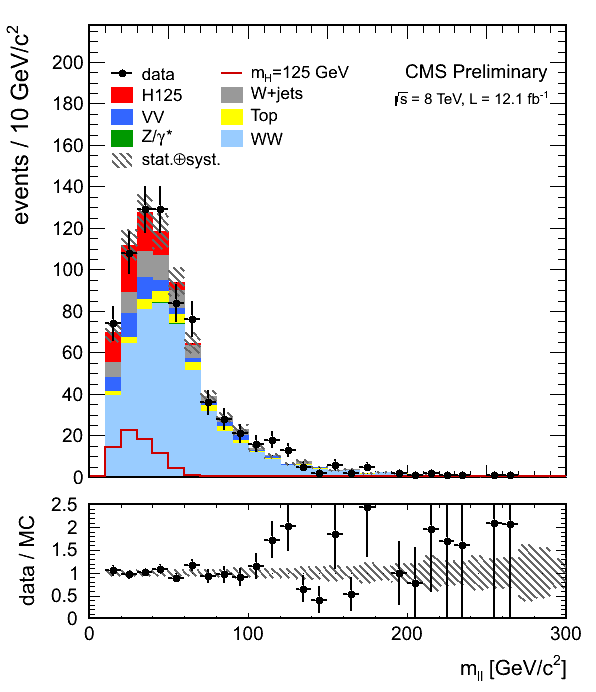 events / 10 GeV/c²
200
180
160
140
120
100
80
60
40
20
0
data
H125
VV
Z/γ*
stat.⊕syst.
m_H=125 GeV
W+jets
Top
WW
CMS Preliminary
√s = 8 TeV, L = 12.1 fb⁻¹
data / MC
2.5
2
1.5
1
0.5
0
0 100 200 300
m_ll [GeV/c²]